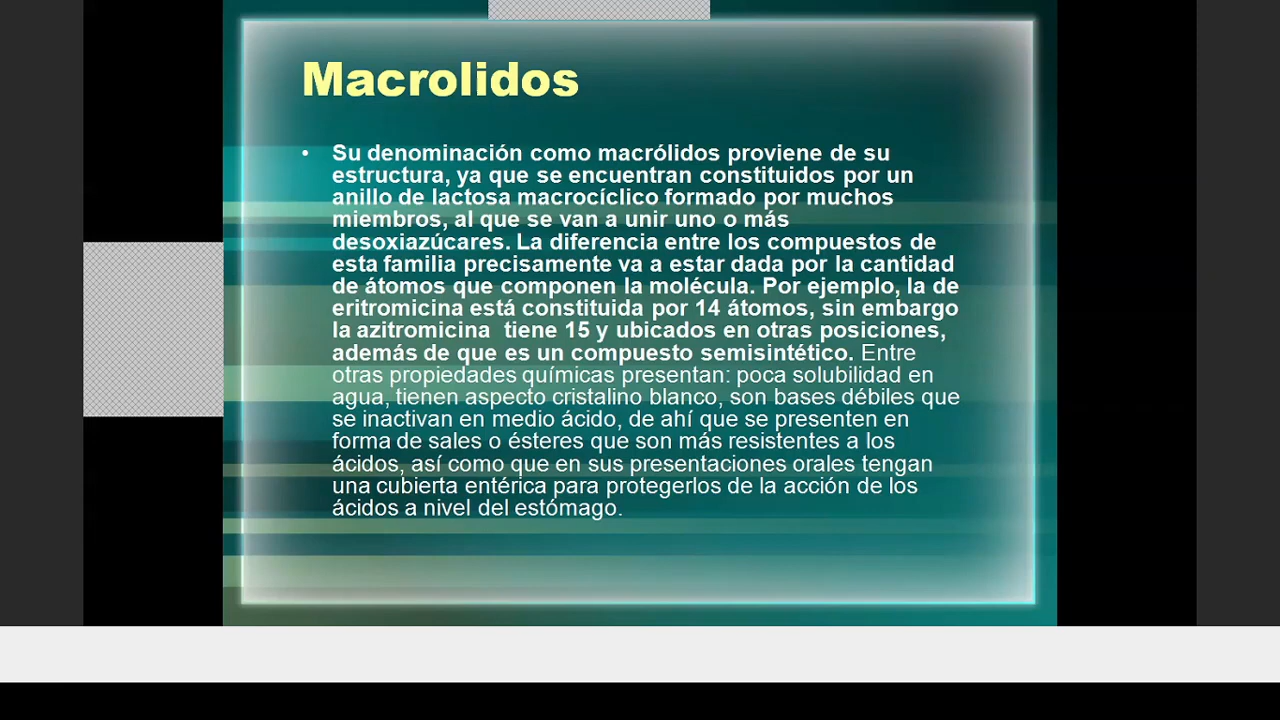 Macrolidos
• Su denominación como macrólidos proviene de su
estructura, ya que se encuentran constituidos por un
anillo de lactosa macrocíclico formado por muchos
miembros, al que se van a unir uno o más
desoxiazúcares. La diferencia entre los compuestos de
esta familia precisamente va a estar dada por la cantidad
de átomos que componen la molécula. Por ejemplo, la de
eritromicina está constituida por 14 átomos, sin embargo
la azitromicina tiene 15 y ubicados en otras posiciones,
además de que es un compuesto semisintético. Entre
otras propiedades químicas presentan: poca solubilidad en
agua, tienen aspecto cristalino blanco, son bases débiles que
se inactivan en medio ácido, de ahí que se presenten en
forma de sales o ésteres que son más resistentes a los
ácidos, así como que en sus presentaciones orales tengan
una cubierta entérica para protegerlos de la acción de los
ácidos a nivel del estómago.